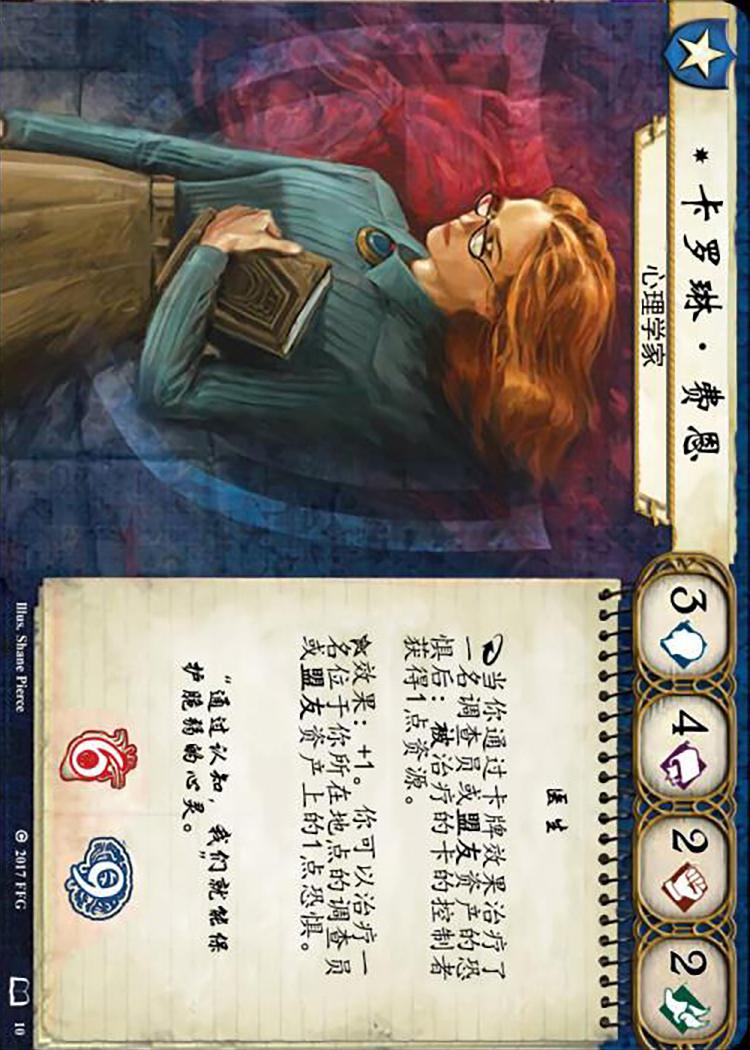 卡罗琳·费恩
心理学家
3
4
2
2
医生
当你通过卡牌效果治疗了
一名调查员或盟友资产的恐
惧后：被治疗的卡的控制者
获得1点资源。
效果：+1。你可以治疗一
名位于你所在地点的调查员
或盟友资产上的1点恐惧。
“通过认知，我们就能保
护脆弱的心灵。”
6
9
Illus. Shane Pierce
© 2017 FFG
10